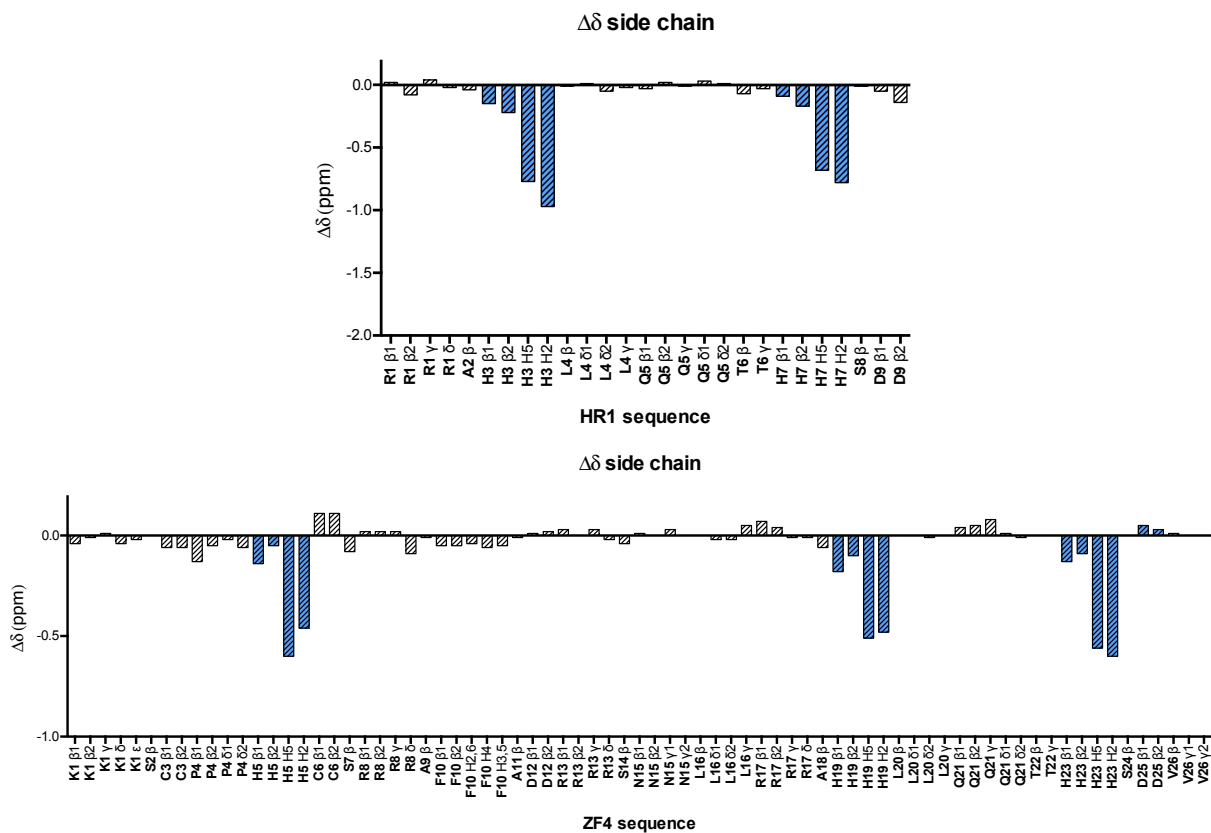 Δδ side chain
Δδ (ppm)
0.0
-0.5
-1.0
-1.5
-2.0
R1 β1
R1 β2
R1 γ
R1 δ
A2 β
H3 β1
H3 β2
H3 H5
H3 H2
L4 β
L4 δ1
L4 δ2
L4 γ
Q5 β1
Q5 β2
Q5 γ
Q5 δ1
Q5 δ2
T6 β
T6 γ
H7 β1
H7 β2
H7 H5
H7 H2
S8 β
D9 β1
D9 β2
HR1 sequence
Δδ side chain
Δδ (ppm)
0.0
-0.5
-1.0
K1 β1
K1 β2
K1 γ
K1 δ
K1 ε
S2 β
C3 β1
C3 β2
P4 β1
P4 β2
P4 δ1
P4 δ2
H5 β1
H5 β2
H5 H5
H5 H2
C6 β1
C6 β2
S7 β
R8 β1
R8 β2
R8 γ
R8 δ
A9 β
F10 β1
F10 β2
F10 H2,6
F10 H4
F10 H3,5
A11 β
D12 β1
D12 β2
R13 β1
R13 β2
R13 γ
R13 δ
S14 β
N15 β1
N15 β2
N15 γ1
N15 γ2
L16 β
L16 δ1
L16 δ2
L16 γ
R17 β1
R17 β2
R17 γ
R17 δ
A18 β
H19 β1
H19 β2
H19 H5
H19 H2
L20 β
L20 δ1
L20 δ2
L20 γ
Q21 β1
Q21 β2
Q21 γ
Q21 δ1
Q21 δ2
T22 β
T22 γ
H23 β1
H23 β2
H23 H5
H23 H2
S24 β
D25 β1
D25 β2
V26 β
V26 γ1
V26 γ2
ZF4 sequence